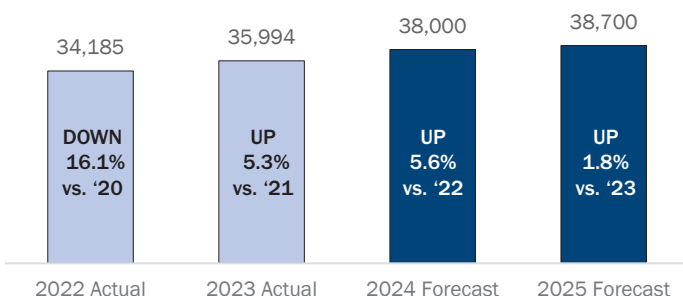 34,185
35,994
38,000
38,700
DOWN
16.1%
vs. ‘20
UP
5.3%
vs. ‘21
UP
5.6%
vs. ‘22
UP
1.8%
vs. ‘23
2022 Actual
2023 Actual
2024 Forecast
2025 Forecast